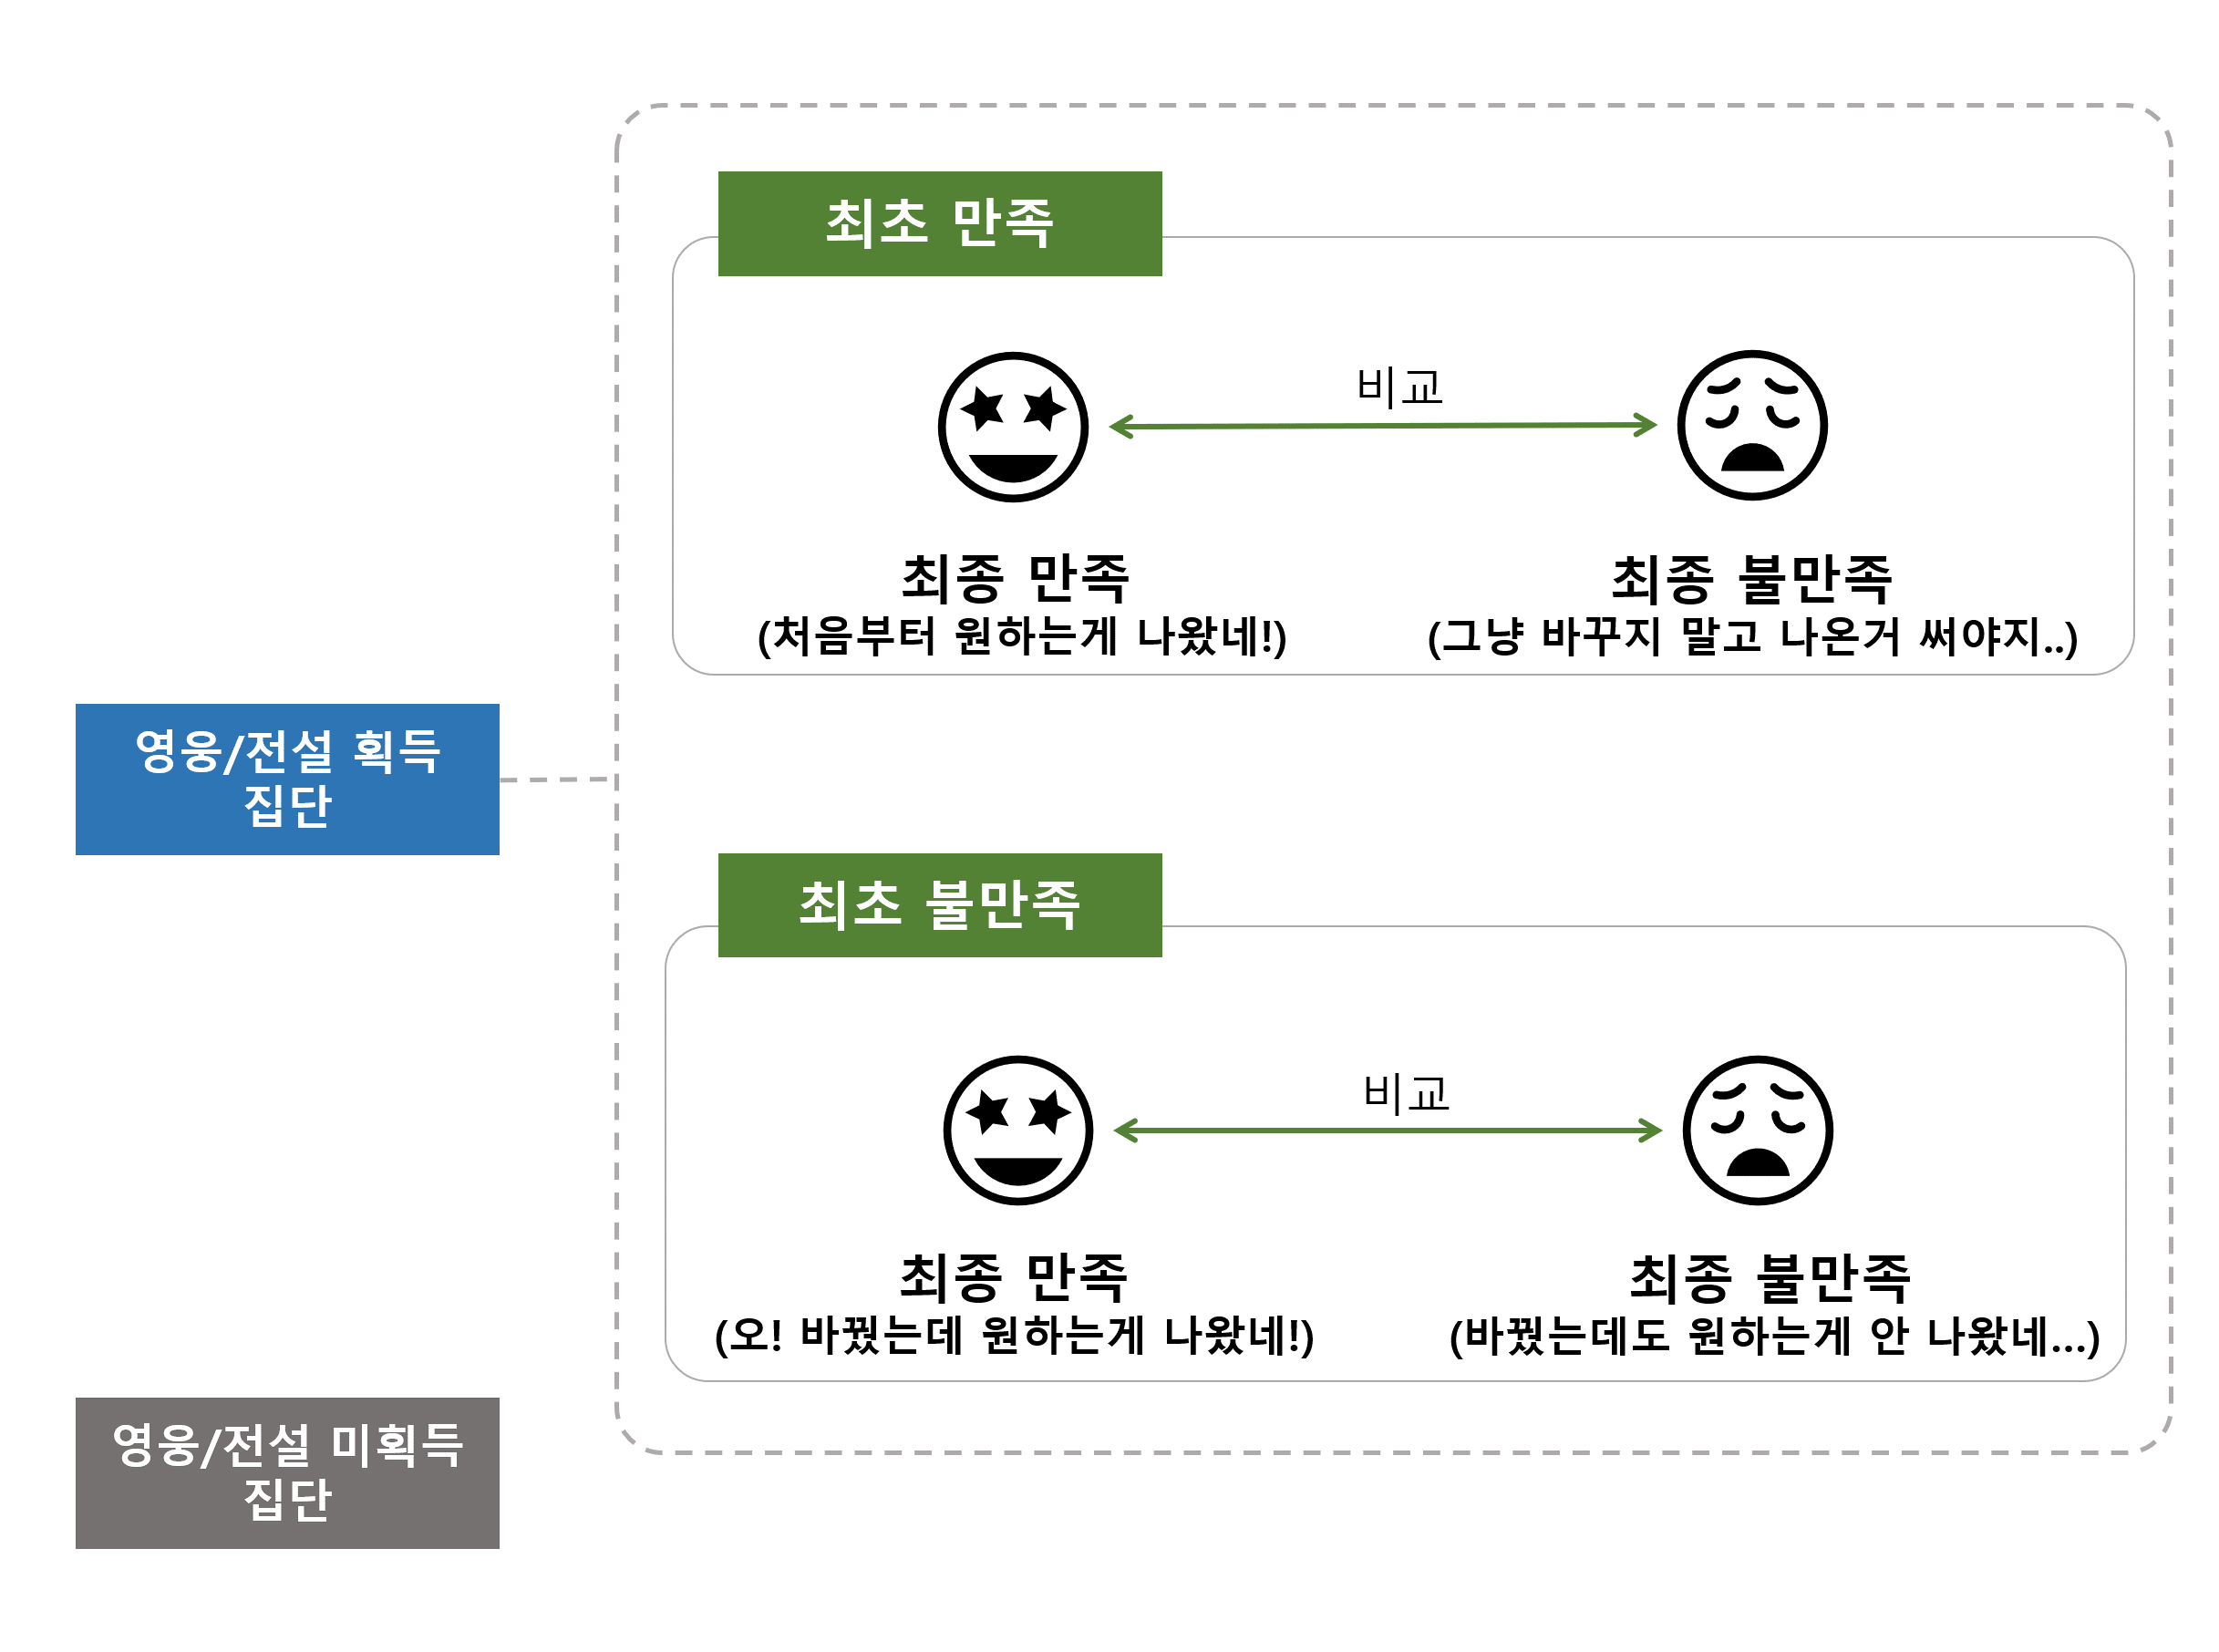 최초 만족
비교
최종 만족
(처음부터 원하는게 나왔네!)
최종 불만족
(그냥 바꾸지 말고 나온거 써야지..)
영웅/전설 획득
집단
최초 불만족
비교
최종 만족
(오! 바꿨는데 원하는게 나왔네!)
최종 불만족
(바꿨는데도 원하는게 안 나왔네...)
영웅/전설 미획득
집단